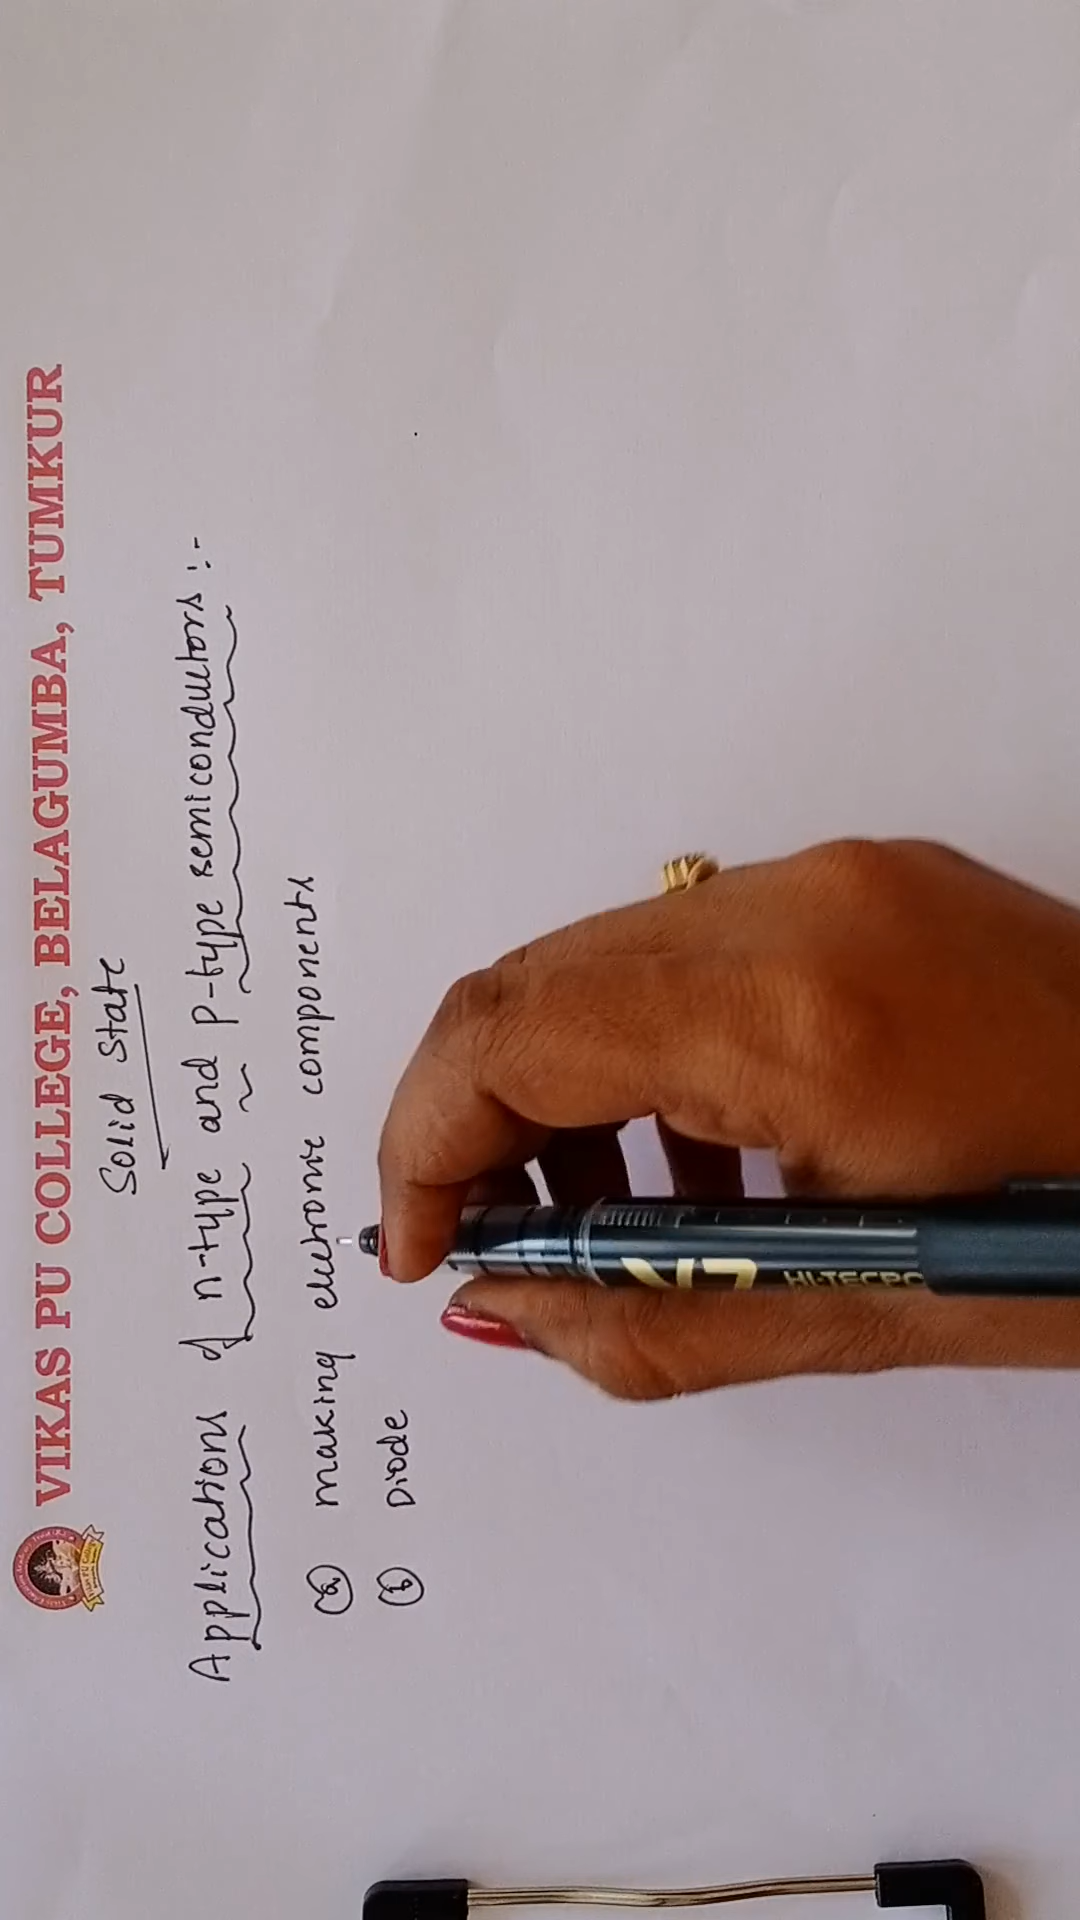 VIKAS PU COLLEGE, BELAGUMBA, TUMKUR
Solid State
Applications of n-type and p-type semiconductors :-
(a) making electronic components
(b) Diode
V7
HI-TECPO